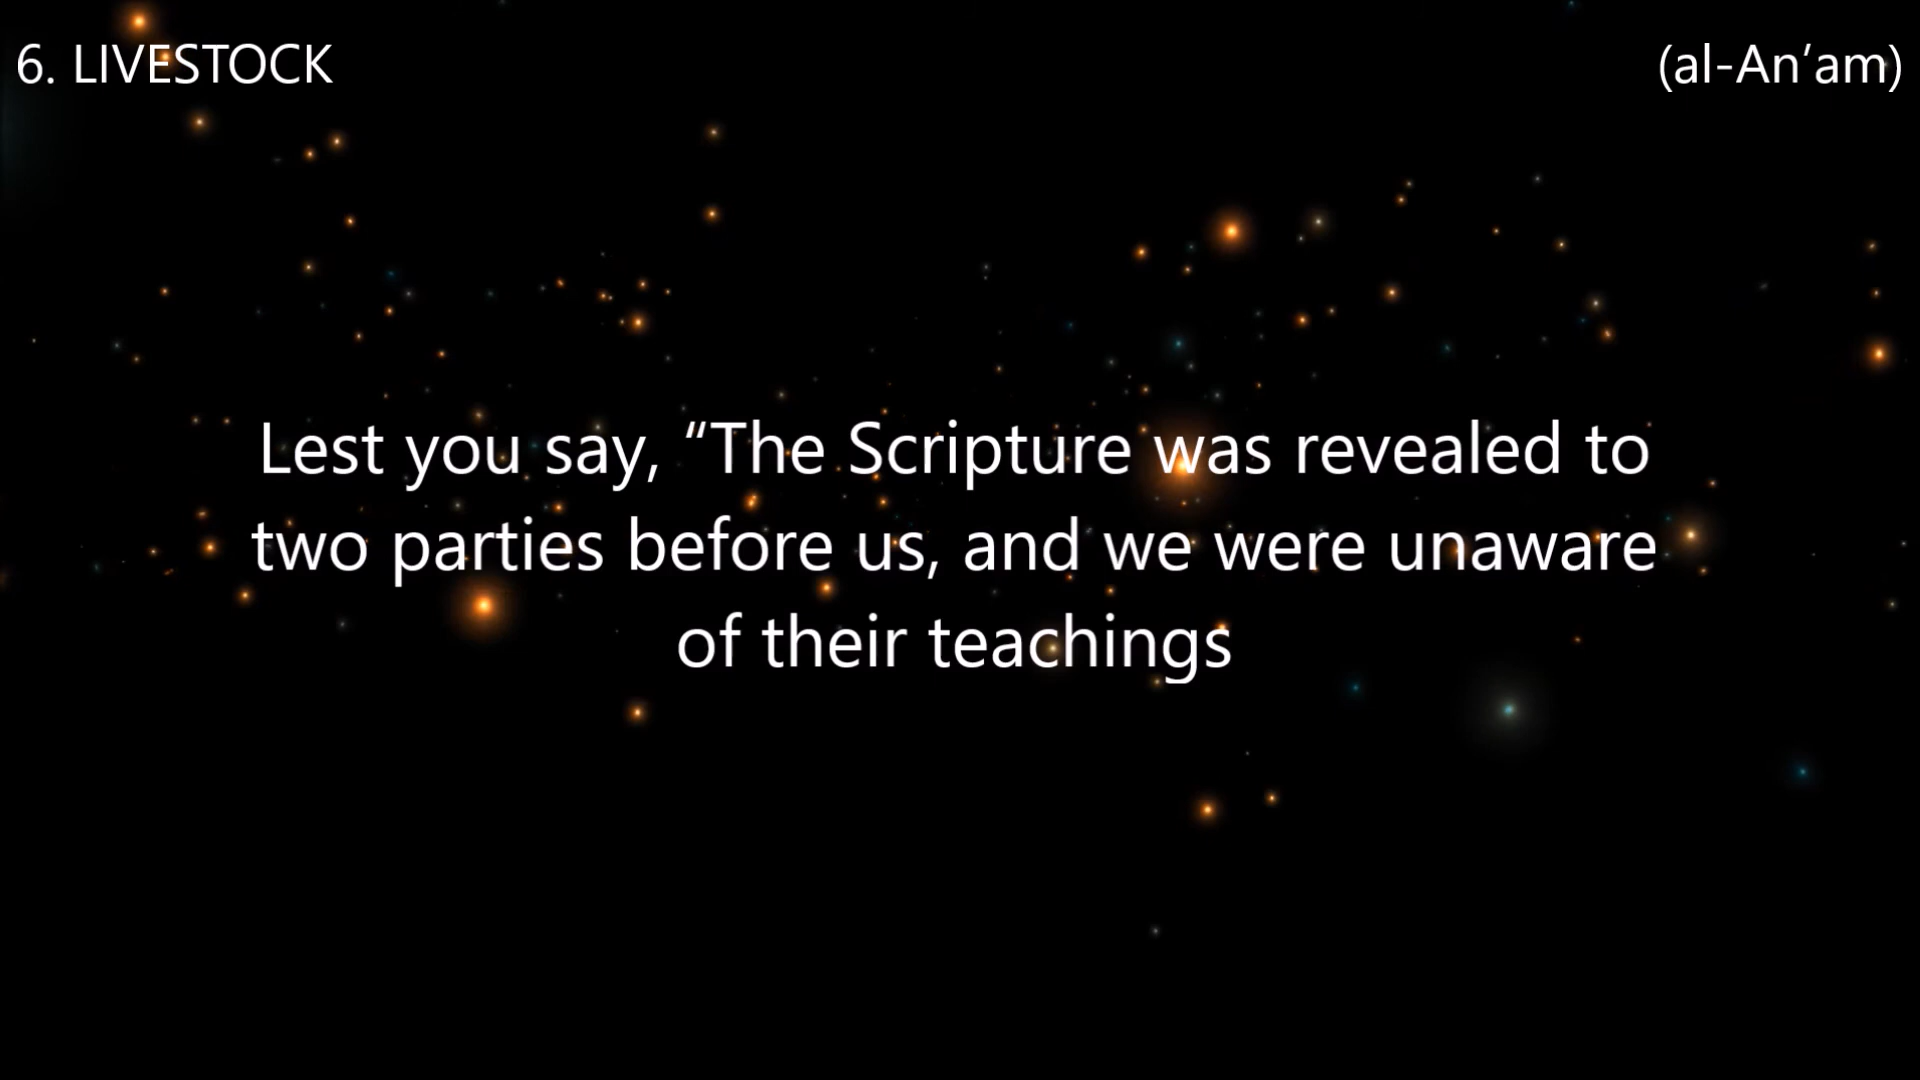 6. LIVESTOCK
(al-An’am)
Lest you say, “The Scripture was revealed to
two parties before us, and we were unaware
of their teachings